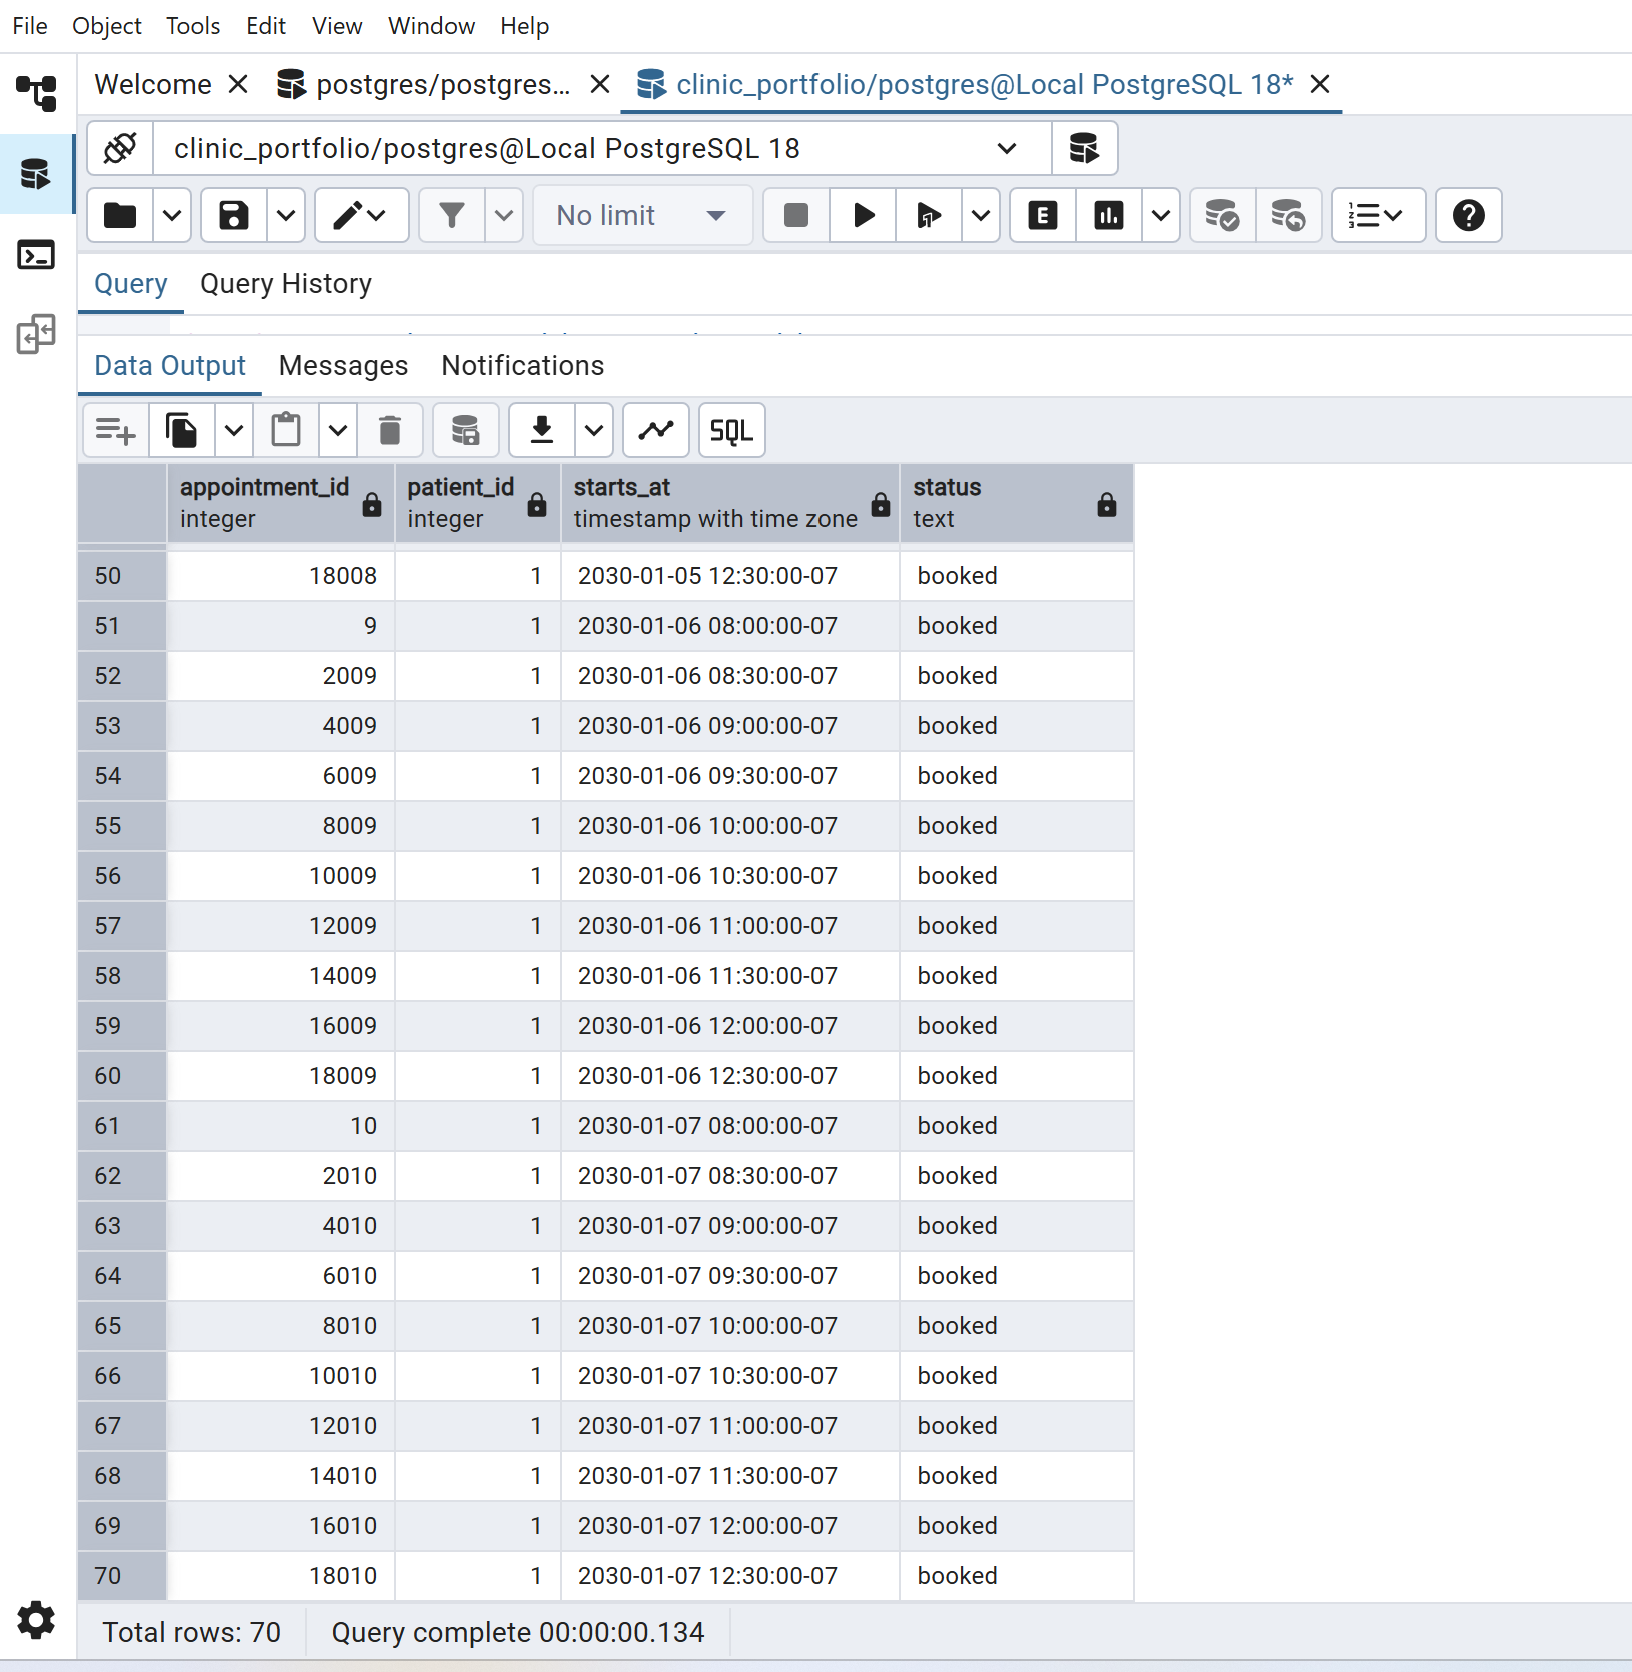 File Object Tools Edit View Window Help
Welcome postgres/postgres... clinic_portfolio/postgres@Local PostgreSQL 18*
clinic_portfolio/postgres@Local PostgreSQL 18
No limit E
Query Query History
Data Output Messages Notifications
SQL
appointment_id patient_id starts_at status
integer integer timestamp with time zone text
50 18008 1 2030-01-05 12:30:00-07 booked
51 9 1 2030-01-06 08:00:00-07 booked
52 2009 1 2030-01-06 08:30:00-07 booked
53 4009 1 2030-01-06 09:00:00-07 booked
54 6009 1 2030-01-06 09:30:00-07 booked
55 8009 1 2030-01-06 10:00:00-07 booked
56 10009 1 2030-01-06 10:30:00-07 booked
57 12009 1 2030-01-06 11:00:00-07 booked
58 14009 1 2030-01-06 11:30:00-07 booked
59 16009 1 2030-01-06 12:00:00-07 booked
60 18009 1 2030-01-06 12:30:00-07 booked
61 10 1 2030-01-07 08:00:00-07 booked
62 2010 1 2030-01-07 08:30:00-07 booked
63 4010 1 2030-01-07 09:00:00-07 booked
64 6010 1 2030-01-07 09:30:00-07 booked
65 8010 1 2030-01-07 10:00:00-07 booked
66 10010 1 2030-01-07 10:30:00-07 booked
67 12010 1 2030-01-07 11:00:00-07 booked
68 14010 1 2030-01-07 11:30:00-07 booked
69 16010 1 2030-01-07 12:00:00-07 booked
70 18010 1 2030-01-07 12:30:00-07 booked
Total rows: 70 Query complete 00:00:00.134